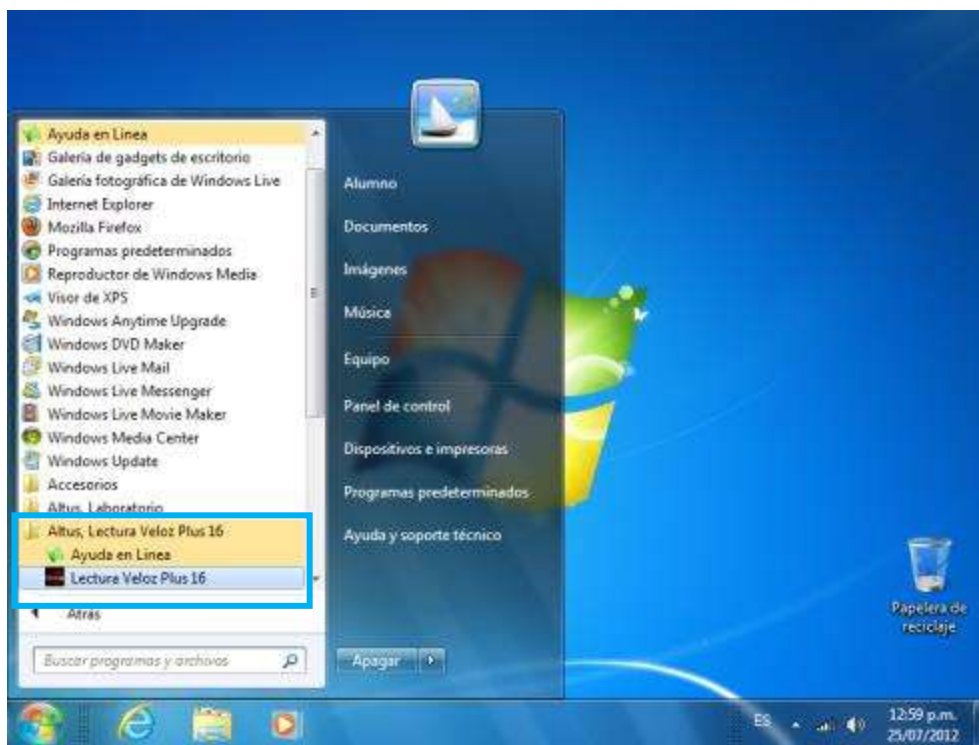 Ayuda en Linea
Galería de gadgets de escritorio
Galería fotográfica de Windows Live
Internet Explorer
Mozilla Firefox
Programas predeterminados
Reproductor de Windows Media
Visor de XPS
Windows Anytime Upgrade
Windows DVD Maker
Windows Live Mail
Windows Live Messenger
Windows Live Movie Maker
Windows Media Center
Windows Update
Accesorios
Altus, Laboratorio
Altus, Lectura Veloz Plus 16
Ayuda en Linea
Lectura Veloz Plus 16
Atrás
Buscar programas y archivos
Alumno
Documentos
Imágenes
Música
Equipo
Panel de control
Dispositivos e impresoras
Programas predeterminados
Ayuda y soporte técnico
Apagar
Papelera de
reciclaje
ES
12:59 p.m.
25/07/2012